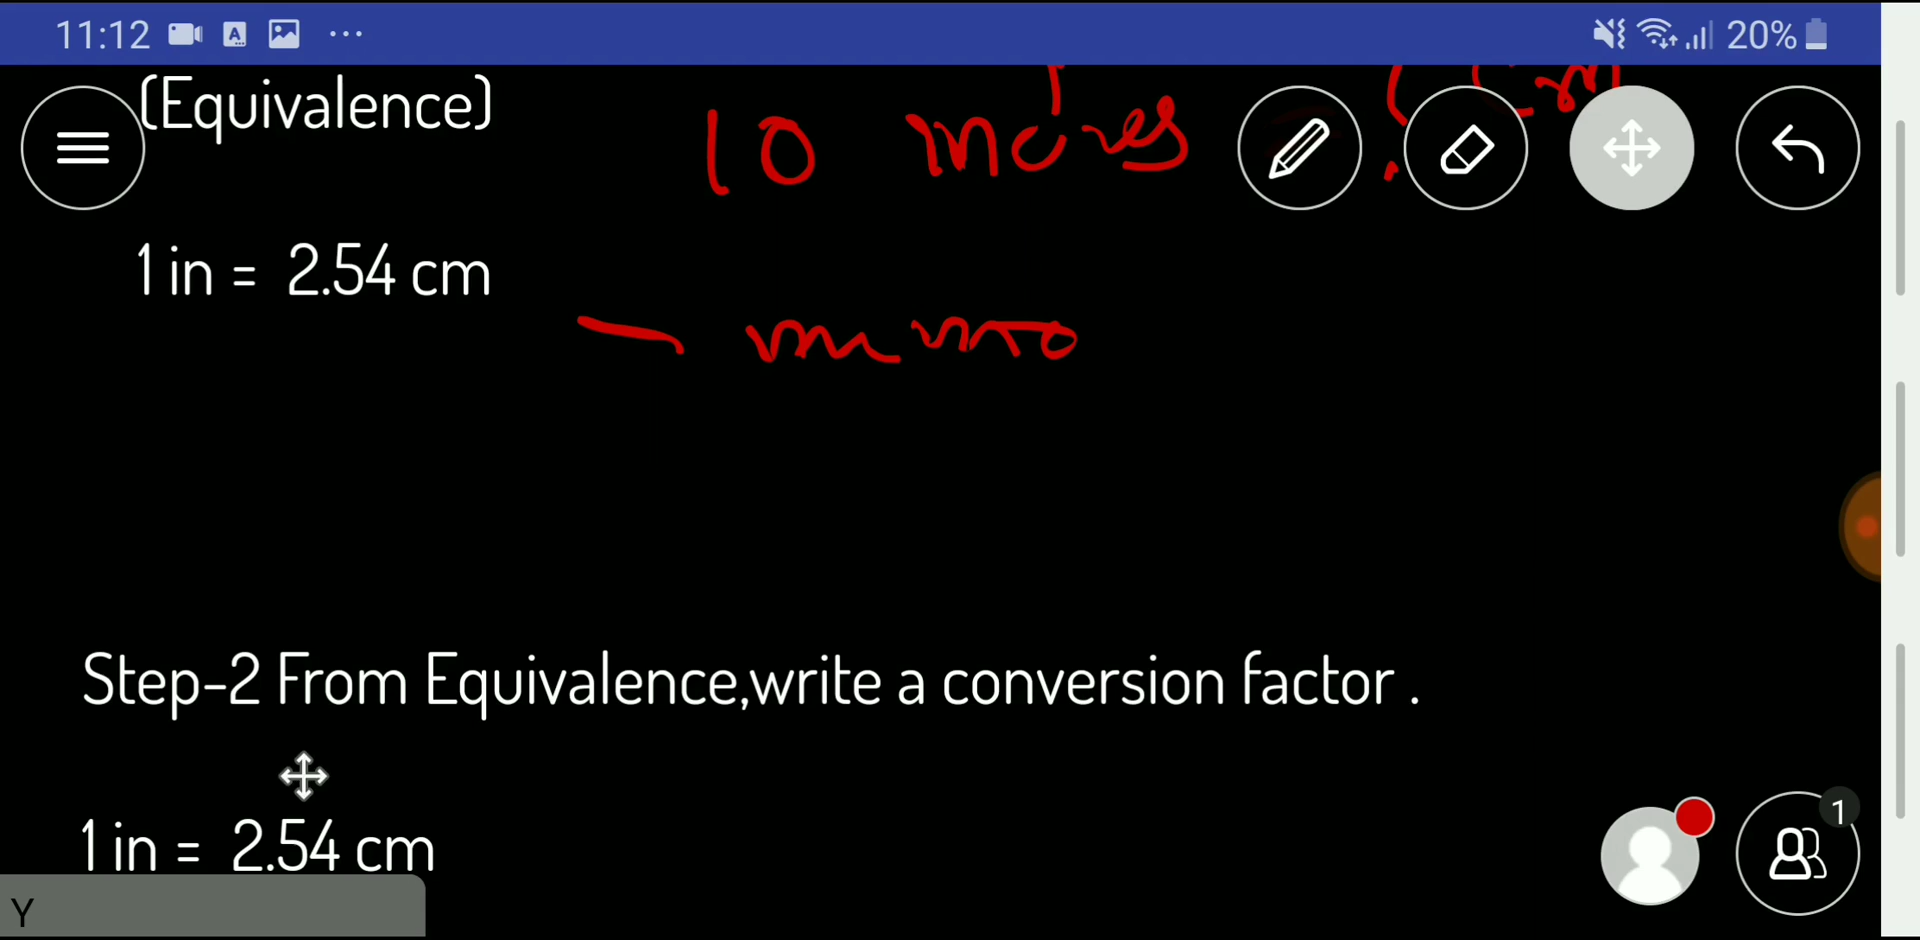 11:12 20%
(Equivalence)
10
1 in = 2.54 cm
Step-2 From Equivalence,write a conversion factor .
1 in = 2.54 cm
1
Y